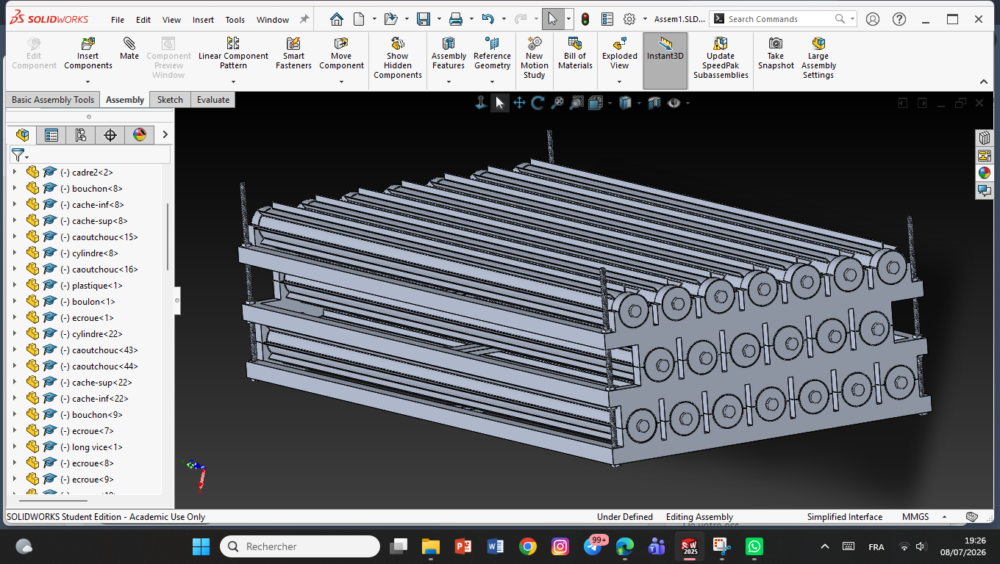 SOLIDWORKS File Edit View Insert Tools Window Assem1.SLD... Search Commands
Edit Component
Insert Components
Mate
Component Preview Window
Linear Component Pattern
Smart Fasteners
Move Component
Show Hidden Components
Assembly Features
Reference Geometry
New Motion Study
Bill of Materials
Exploded View
Instant3D
Update SpeedPak Subassemblies
Take Snapshot
Large Assembly Settings
Basic Assembly Tools Assembly Sketch Evaluate
(-) cadre2<2>
(-) bouchon<8>
(-) cache-inf<8>
(-) cache-sup<8>
(-) caoutchouc<15>
(-) cylindre<8>
(-) caoutchouc<16>
(-) plastique<1>
(-) boulon<1>
(-) ecroue<1>
(-) cylindre<22>
(-) caoutchouc<43>
(-) caoutchouc<44>
(-) cache-sup<22>
(-) cache-inf<22>
(-) bouchon<9>
(-) ecroue<7>
(-) long vice<1>
(-) ecroue<8>
(-) ecroue<9>
SOLIDWORKS Student Edition - Academic Use Only Under Defined Editing Assembly Simplified Interface MMGS
Rechercher 99+ SW 2025 FRA 19:26
08/07/2026